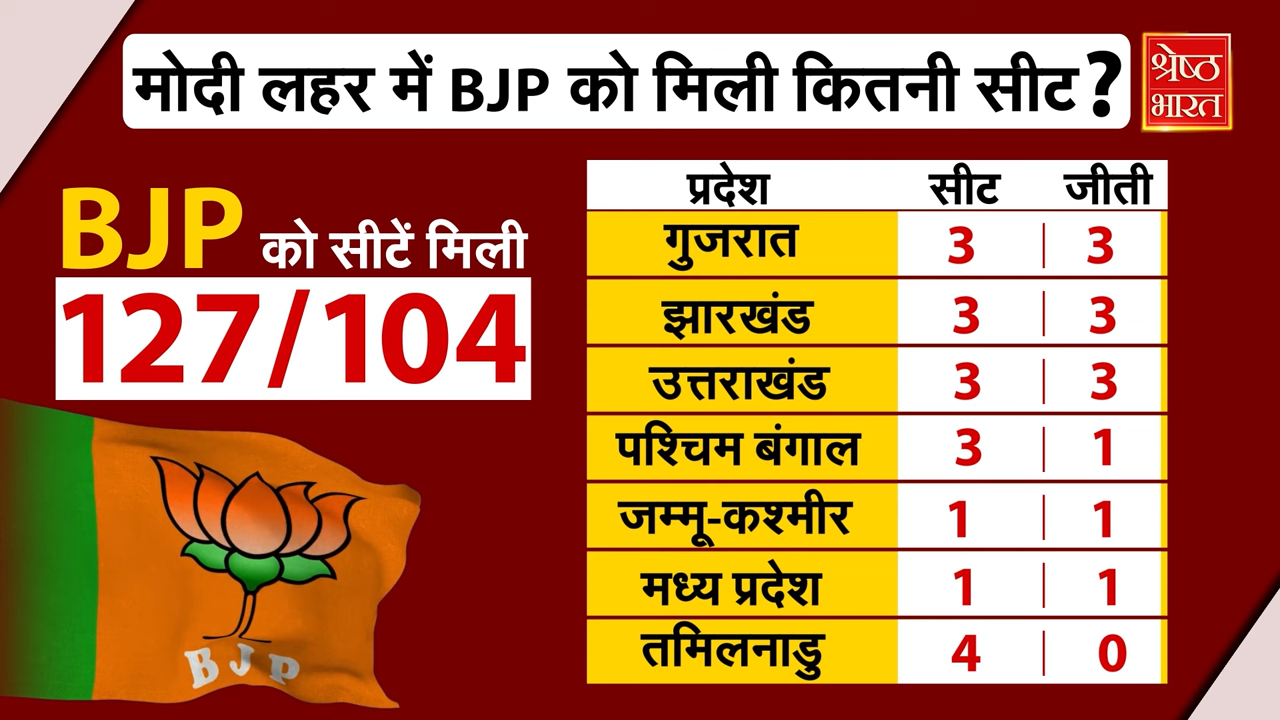 मोदी लहर में BJP को मिली कितनी सीट?
श्रेष्ठ
भारत
BJP को सीटें मिली
127/104
प्रदेश सीट जीती
गुजरात 3 | 3
झारखंड 3 | 3
उत्तराखंड 3 | 3
पश्चिम बंगाल 3 | 1
जम्मू-कश्मीर 1 | 1
मध्य प्रदेश 1 | 1
तमिलनाडु 4 | 0
BJP